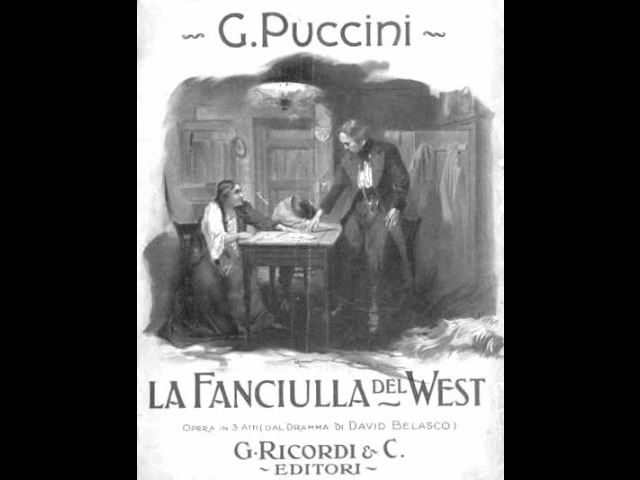 ~ G. Puccini ~
LA FANCIULLA DEL WEST
OPERA IN 3 ATTI (DAL DRAMMA DI DAVID BELASCO)
G. RICORDI & C.
~ EDITORI ~